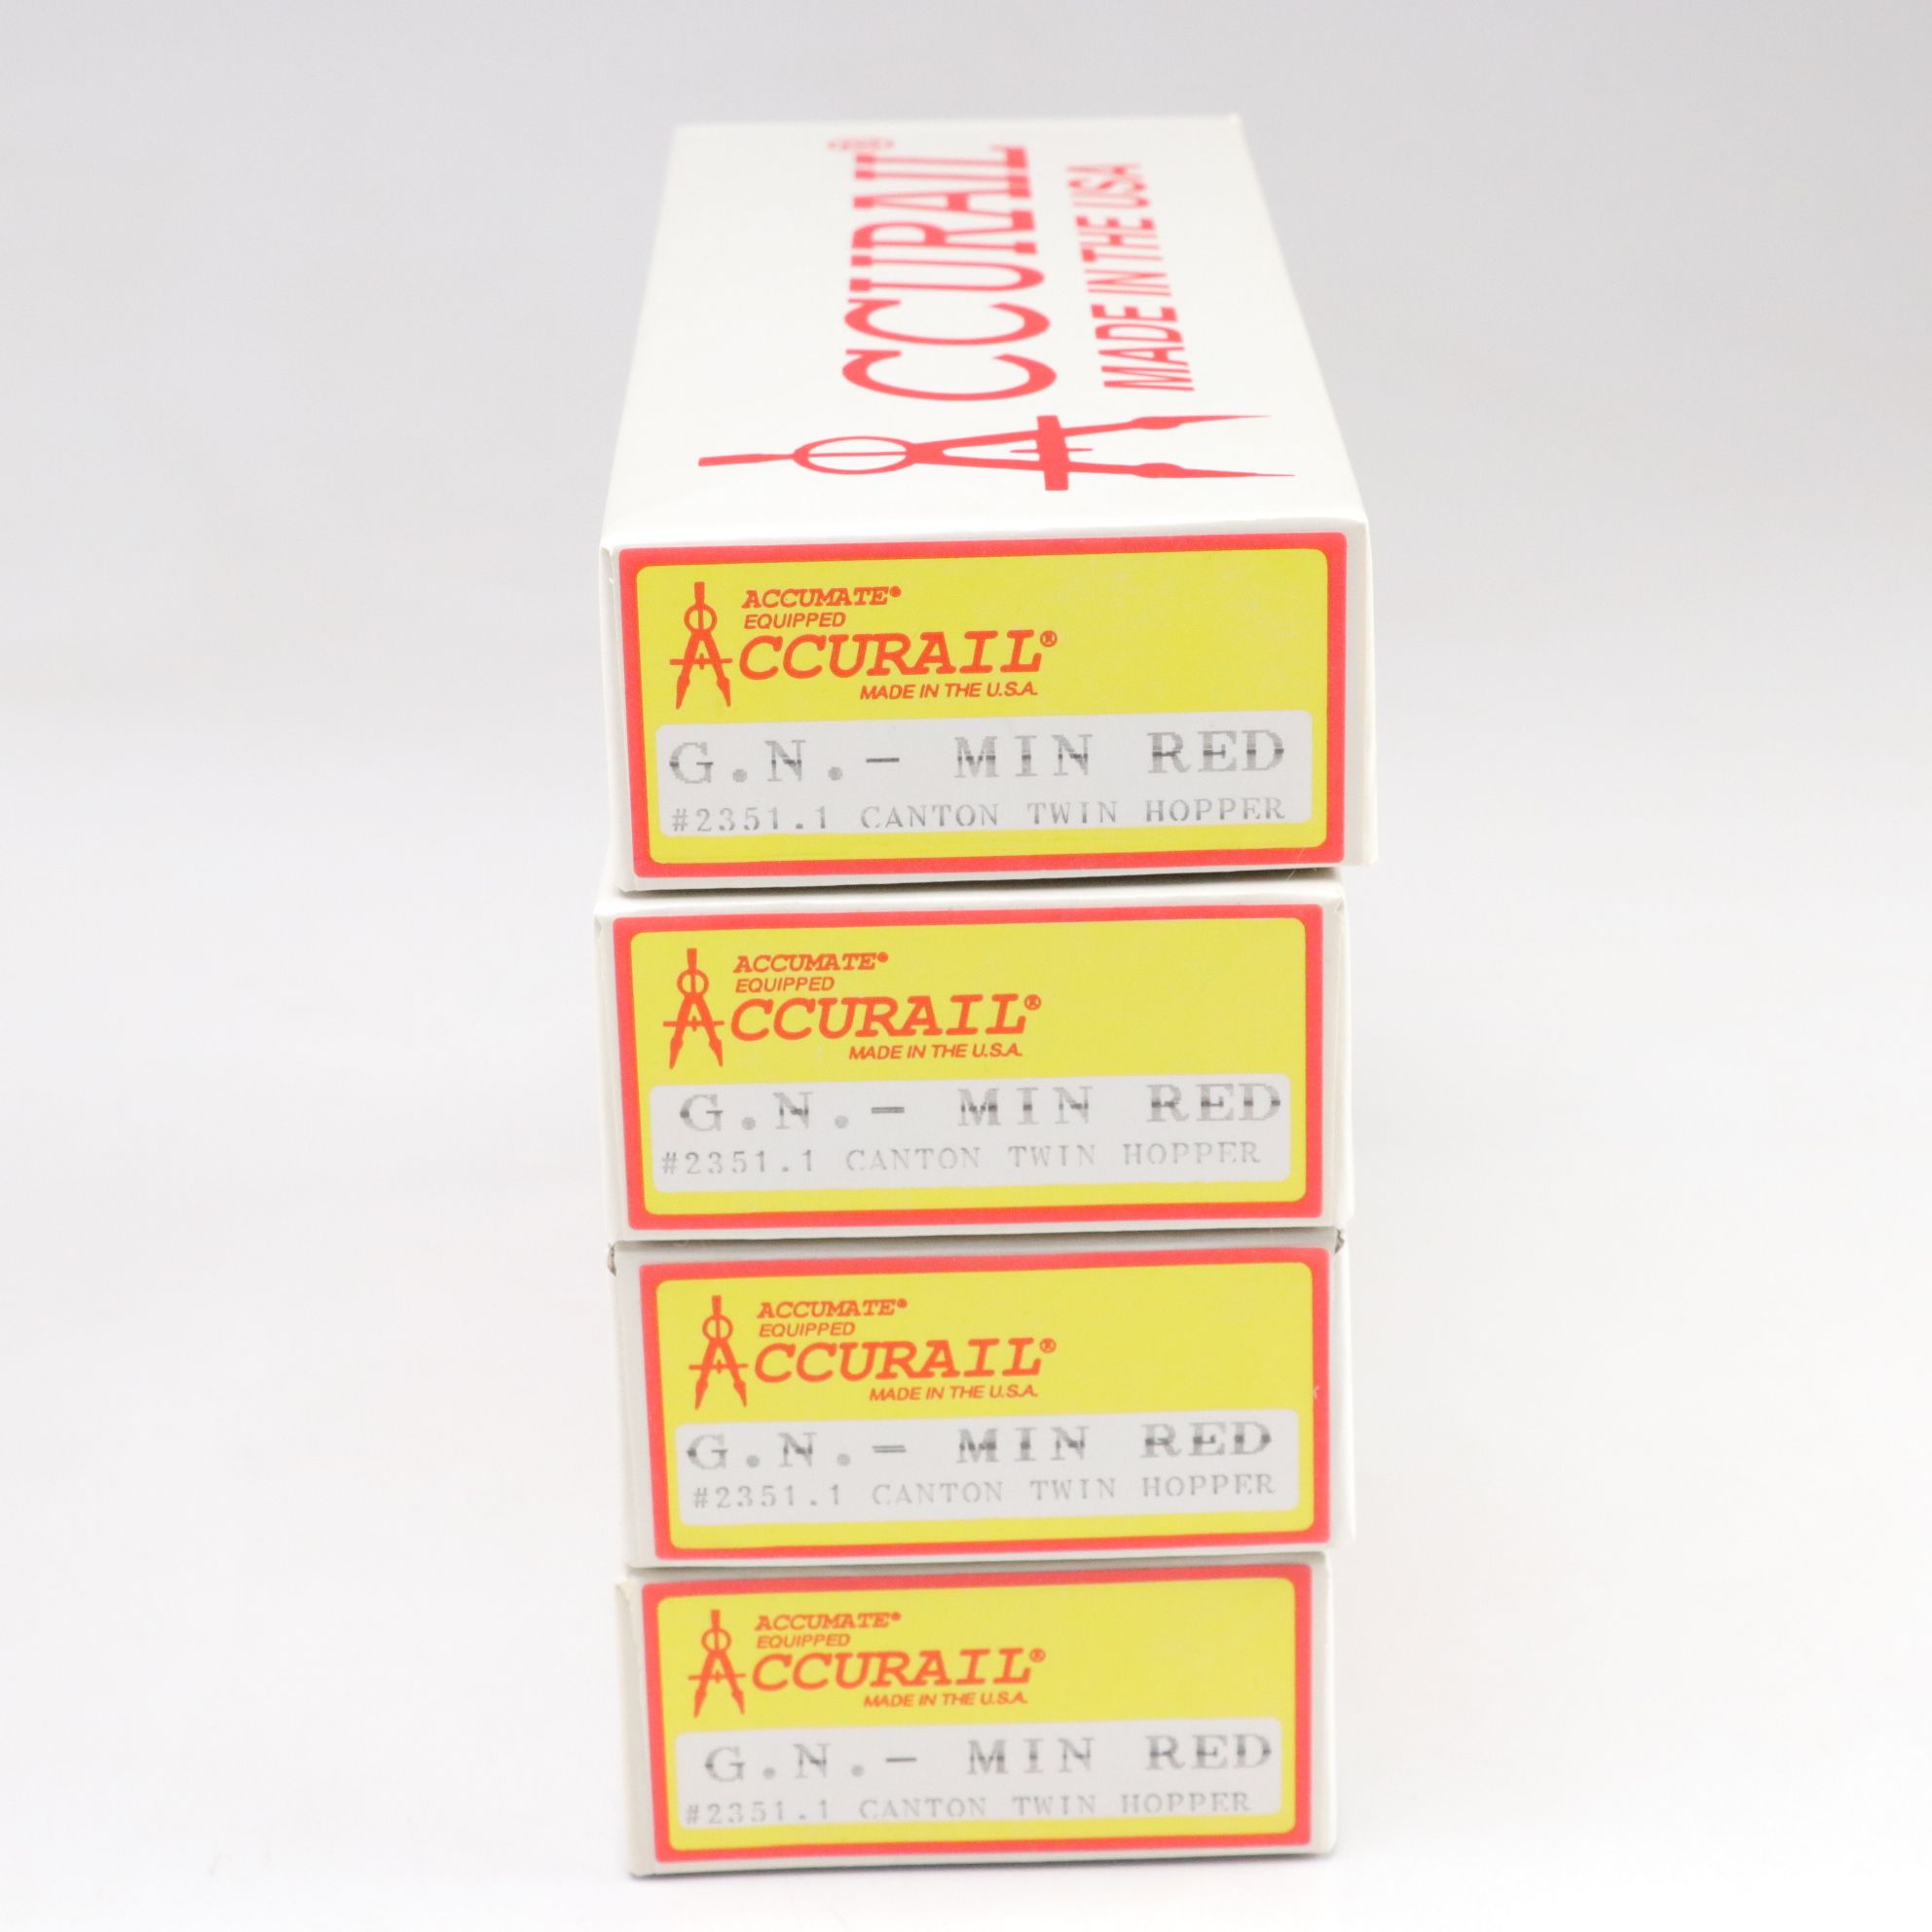 ACCURAIL®
MADE IN THE USA
ACCUMATE®
EQUIPPED
ACCURAIL®
MADE IN THE U.S.A.
G.N.- MIN RED
#2351.1 CANTON TWIN HOPPER
ACCUMATE®
EQUIPPED
ACCURAIL®
MADE IN THE U.S.A.
G.N.- MIN RED
#2351.1 CANTON TWIN HOPPER
ACCUMATE®
EQUIPPED
ACCURAIL®
MADE IN THE U.S.A.
G.N.- MIN RED
#2351.1 CANTON TWIN HOPPER
ACCUMATE®
EQUIPPED
ACCURAIL®
MADE IN THE U.S.A.
G.N.- MIN RED
#2351.1 CANTON TWIN HOPPER